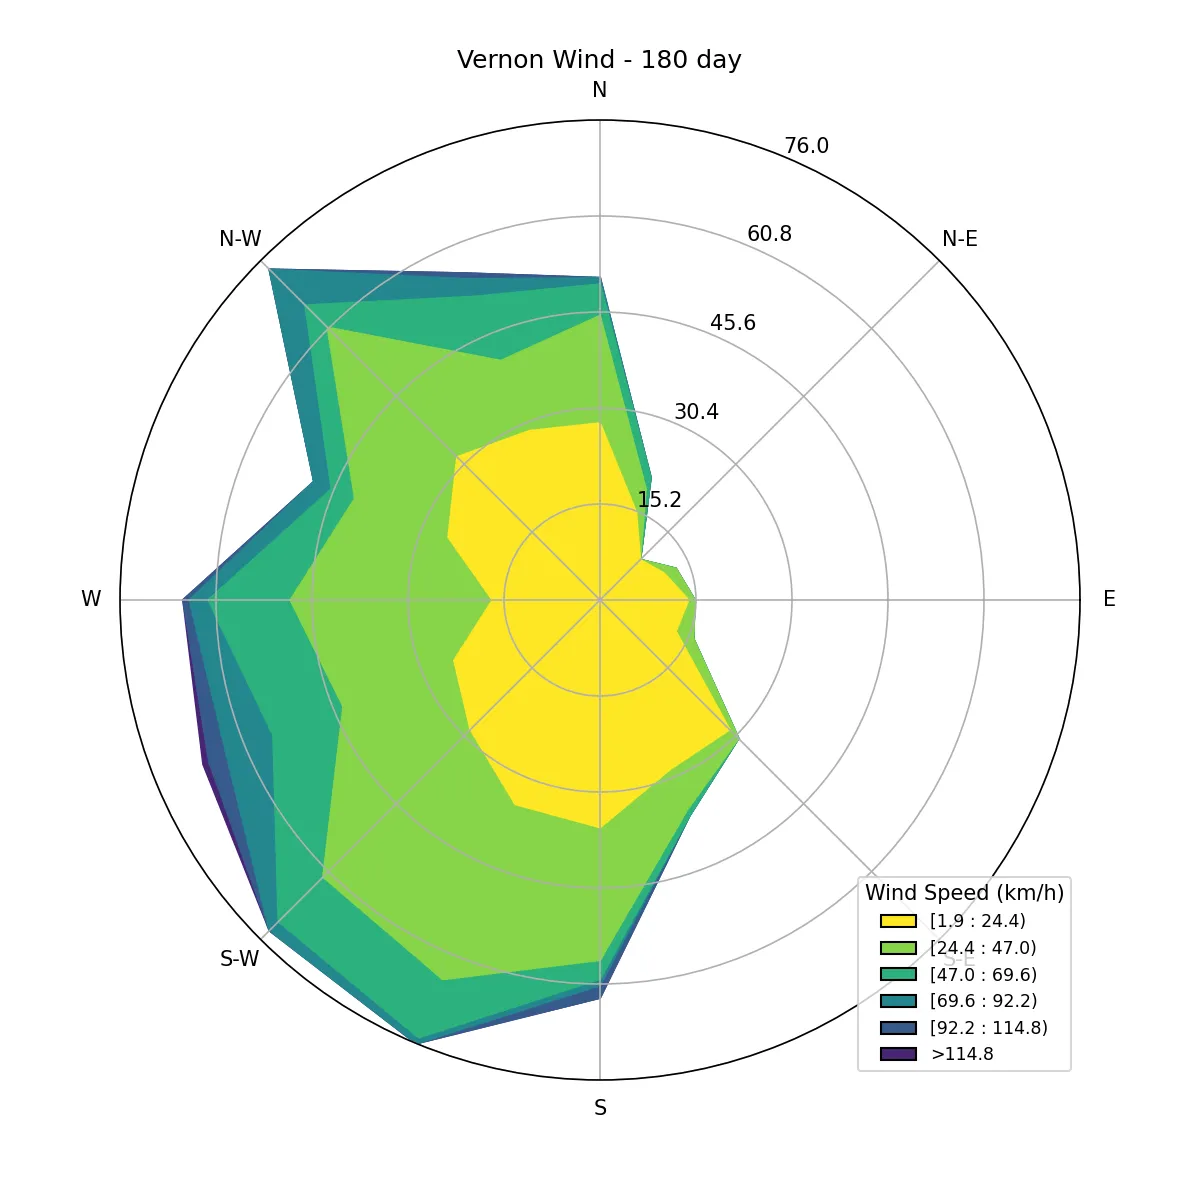 Vernon Wind - 180 day
N
76.0
60.8
N-W
N-E
45.6
30.4
15.2
W
E
S-W
S-E
S
Wind Speed (km/h)
[1.9 : 24.4)
[24.4 : 47.0)
[47.0 : 69.6)
[69.6 : 92.2)
[92.2 : 114.8)
>114.8